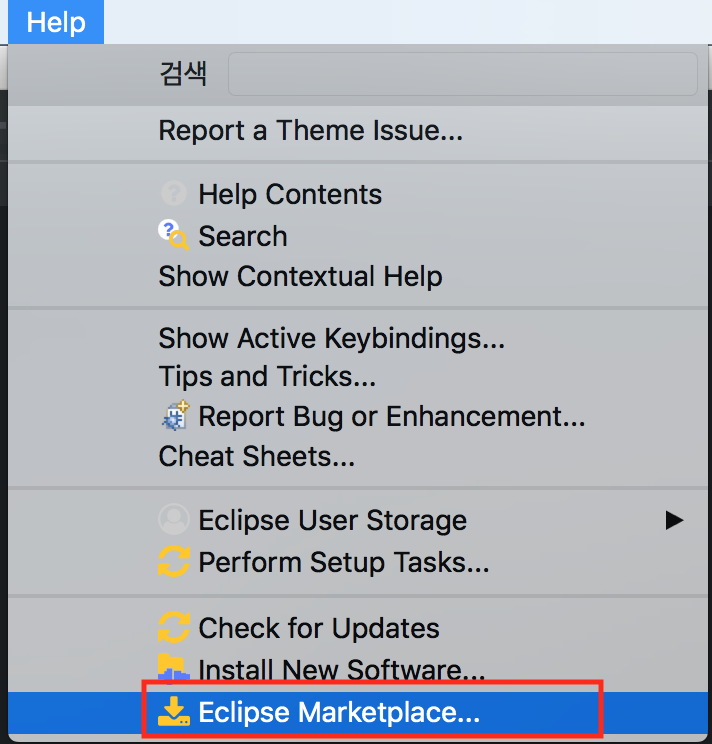 Help
검색
Report a Theme Issue...
Help Contents
Search
Show Contextual Help
Show Active Keybindings...
Tips and Tricks...
Report Bug or Enhancement...
Cheat Sheets...
Eclipse User Storage
Perform Setup Tasks...
Check for Updates
Install New Software...
Eclipse Marketplace...